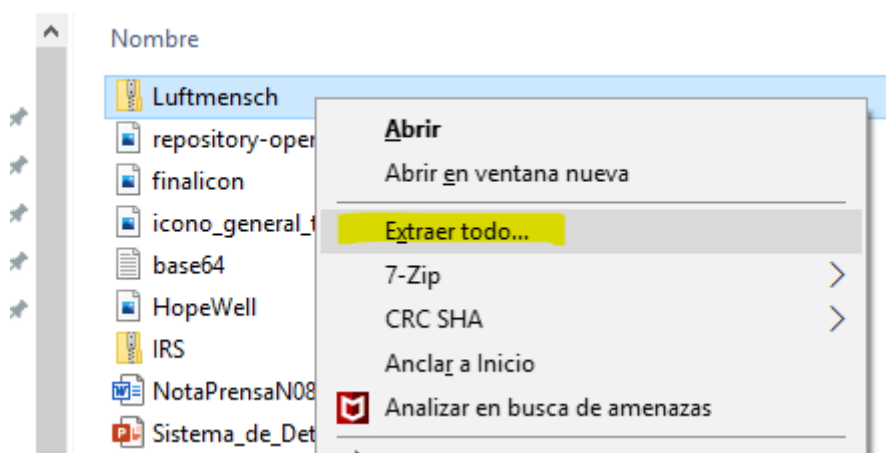 Nombre
Luftmensch
Abrir
repository-oper
Abrir en ventana nueva
finalicon
icono_general_t
Extraer todo...
base64
7-Zip
HopeWell
CRC SHA
IRS
Anclar a Inicio
NotaPrensaN08
Analizar en busca de amenazas
Sistema_de_Det